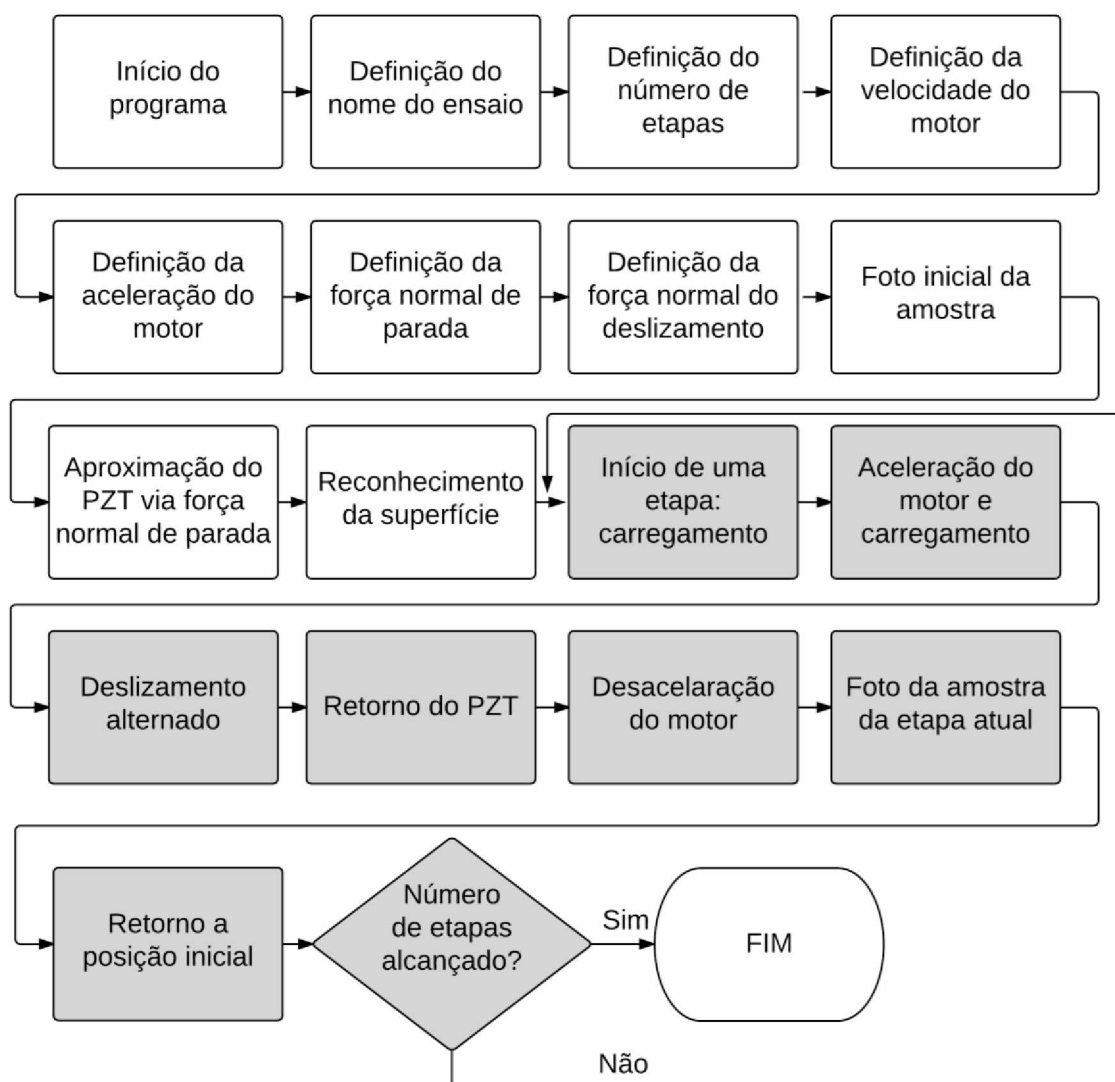 Início do
programa
Definição do
nome do ensaio
Definição do
número de
etapas
Definição da
velocidade do
motor
Definição da
aceleração do
motor
Definição da
força normal de
parada
Definição da
força normal do
deslizamento
Foto inicial da
amostra
Aproximação do
PZT via força
normal de parada
Reconhecimento
da superfície
Início de uma
etapa:
carregamento
Aceleração do
motor e
carregamento
Deslizamento
alternado
Retorno do PZT
Desacelaração
do motor
Foto da amostra
da etapa atual
Retorno a
posição inicial
Número
de etapas
alcançado?
Sim
FIM
Não